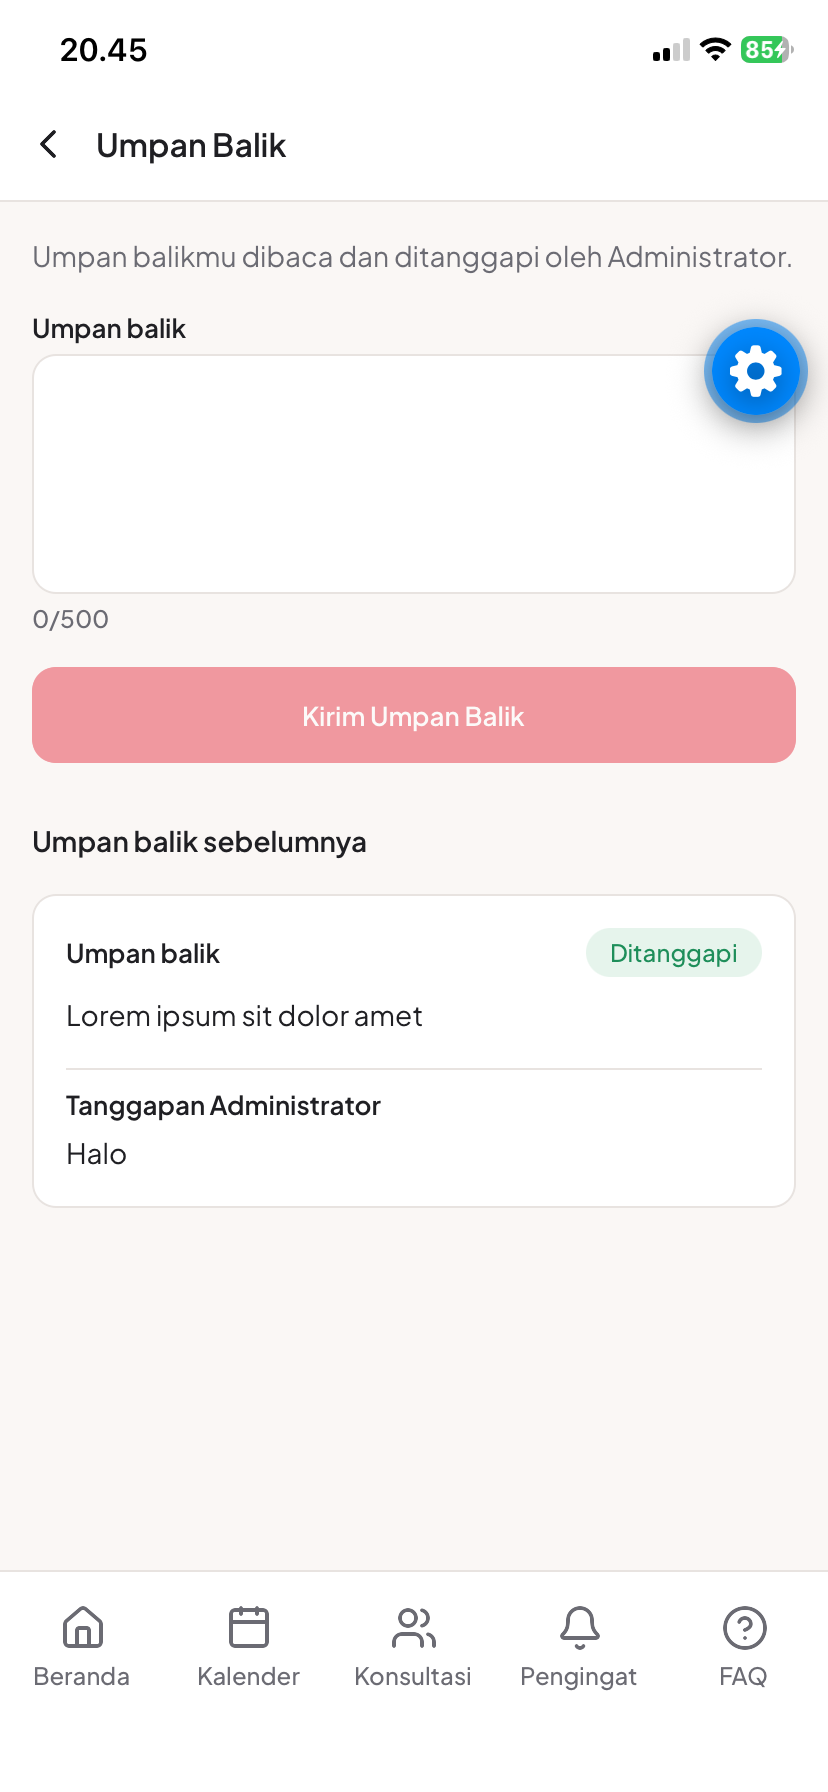 20.45
85
Umpan Balik
Umpan balikmu dibaca dan ditanggapi oleh Administrator.
Umpan balik
0/500
Kirim Umpan Balik
Umpan balik sebelumnya
Umpan balik
Ditanggapi
Lorem ipsum sit dolor amet
Tanggapan Administrator
Halo
Beranda
Kalender
Konsultasi
Pengingat
FAQ